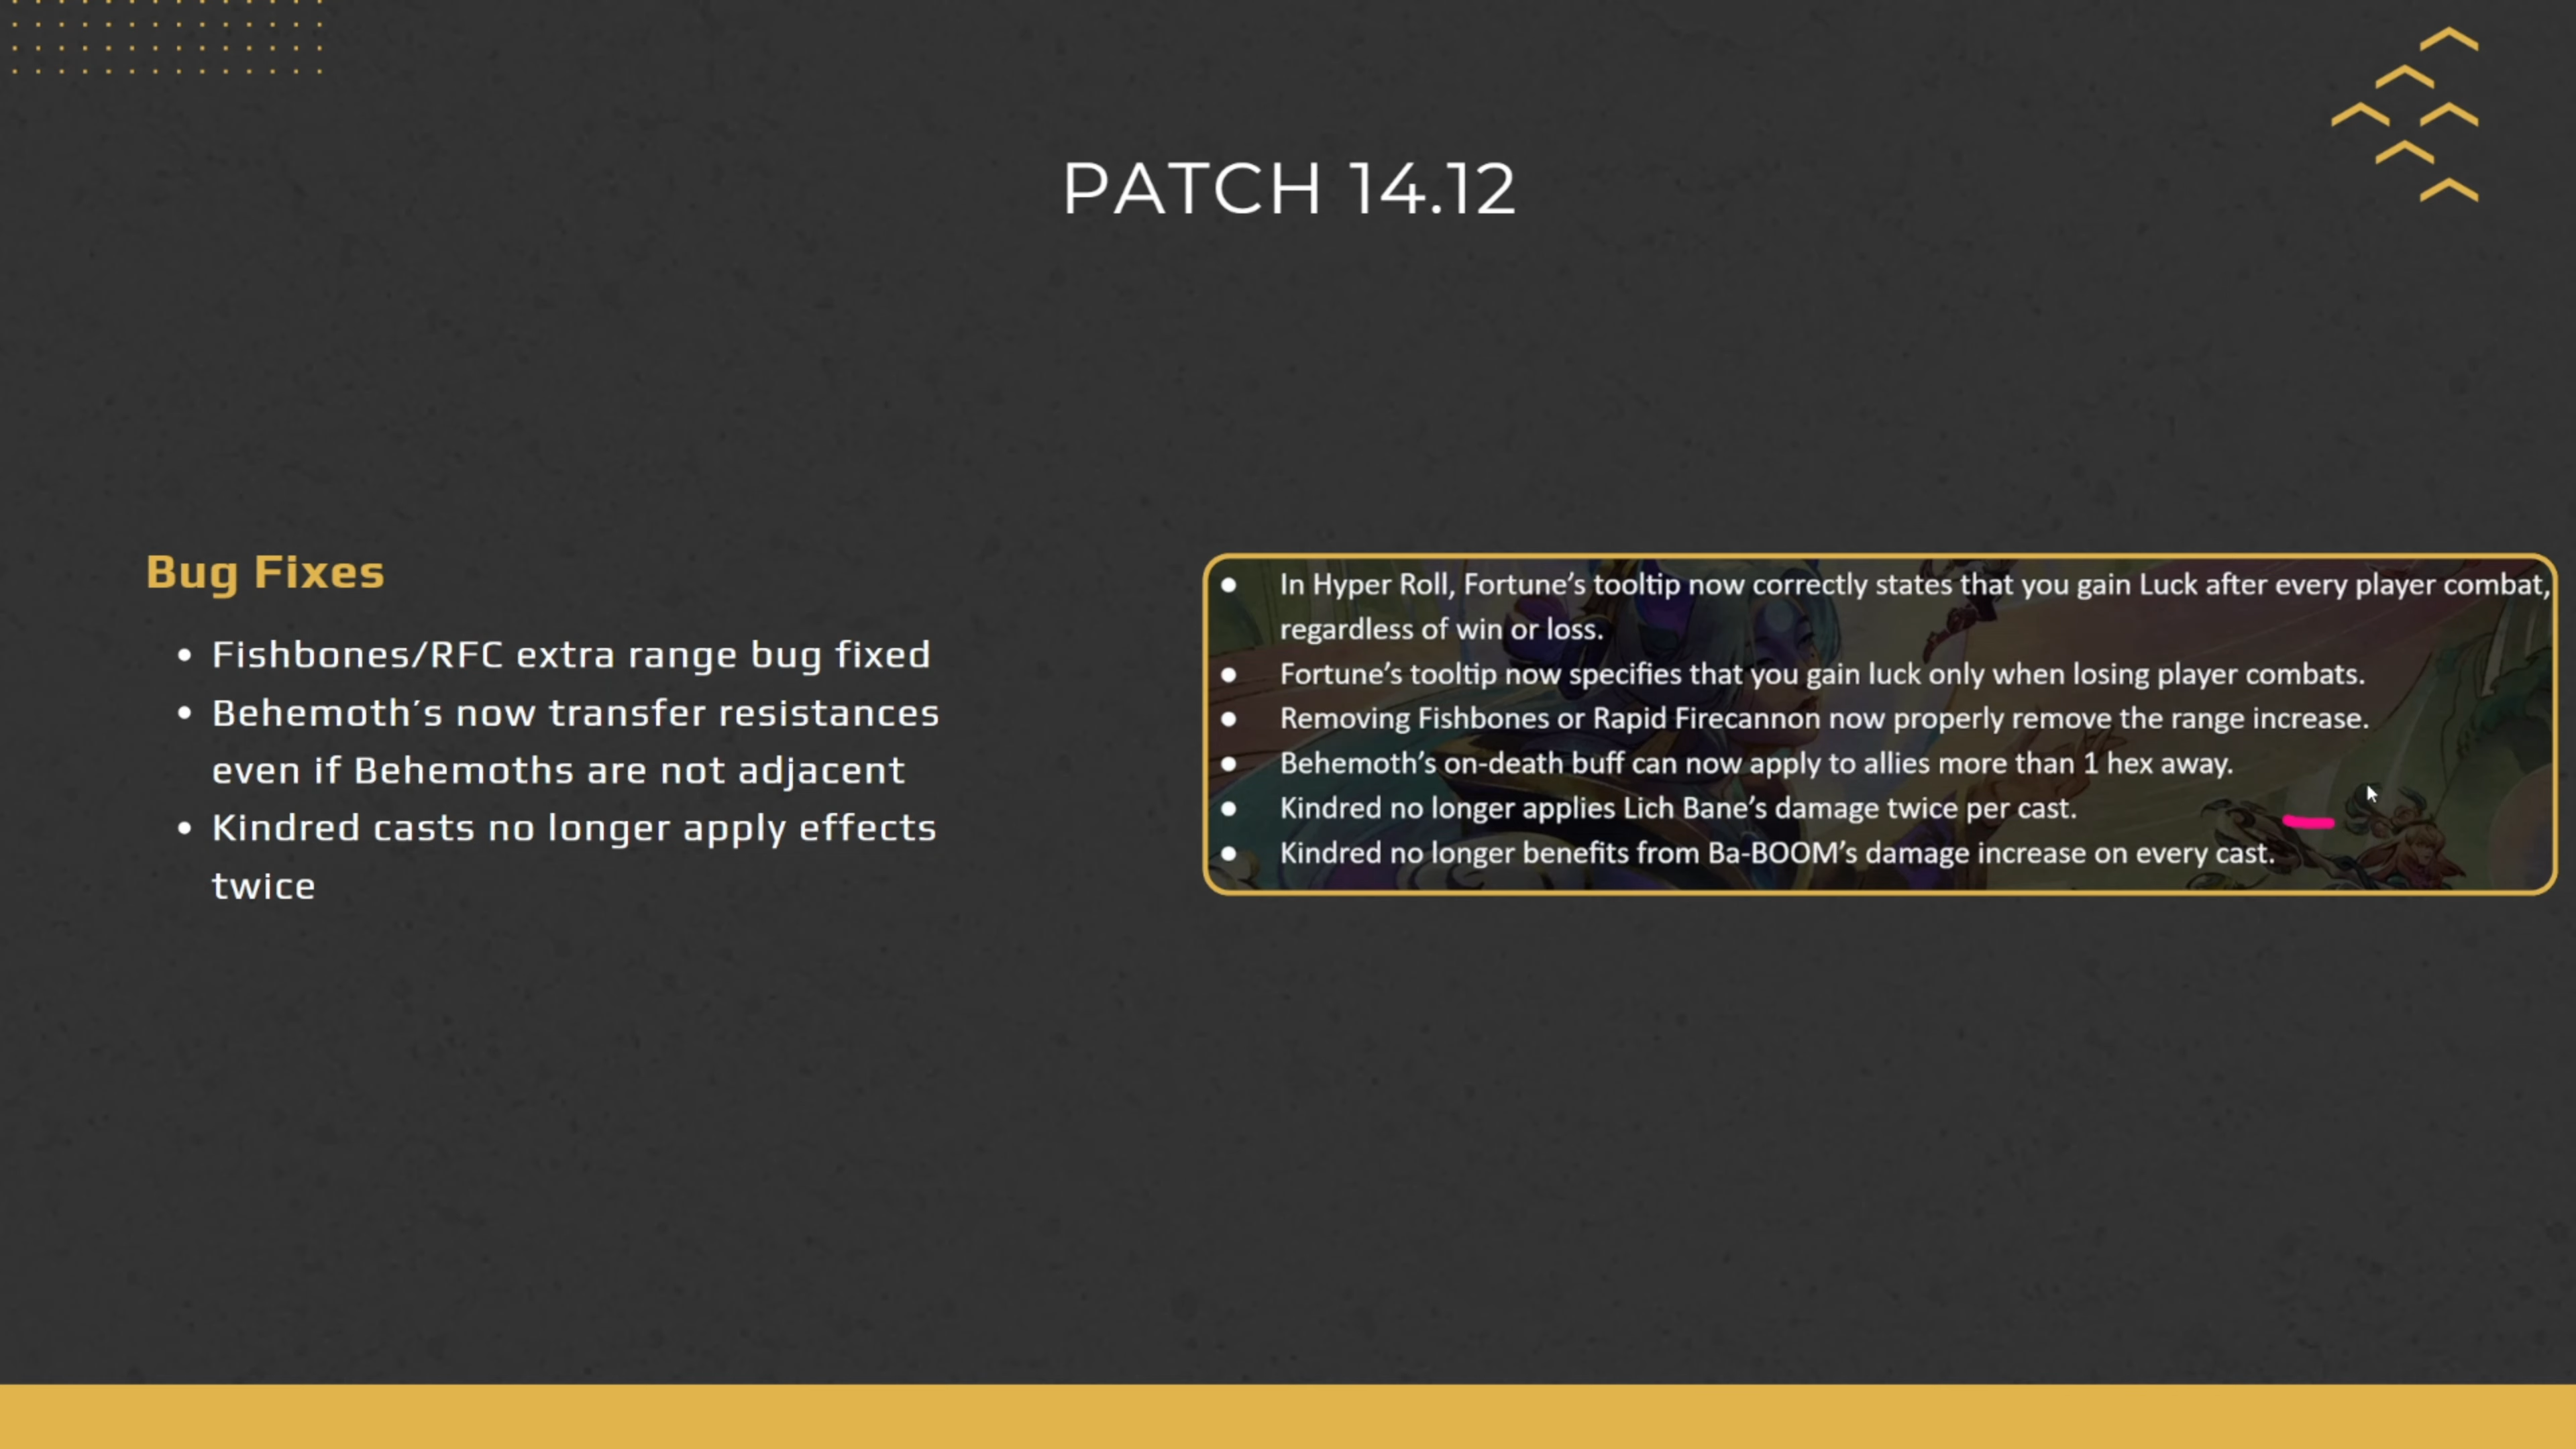 PATCH 14.12
Bug Fixes
• Fishbones/RFC extra range bug fixed
• Behemoth´s now transfer resistances
even if Behemoths are not adjacent
• Kindred casts no longer apply effects
twice
• In Hyper Roll, Fortune’s tooltip now correctly states that you gain Luck after every player combat,
regardless of win or loss.
• Fortune’s tooltip now specifies that you gain luck only when losing player combats.
• Removing Fishbones or Rapid Firecannon now properly remove the range increase.
• Behemoth’s on-death buff can now apply to allies more than 1 hex away.
• Kindred no longer applies Lich Bane’s damage twice per cast.
• Kindred no longer benefits from Ba-BOOM’s damage increase on every cast.